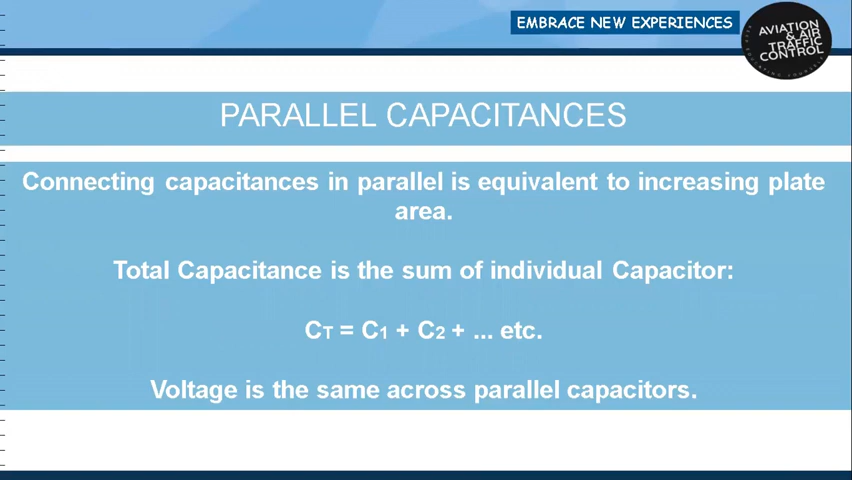 EMBRACE NEW EXPERIENCES
AVIATION
& AIR
TRAFFIC
CONTROL
PARALLEL CAPACITANCES
Connecting capacitances in parallel is equivalent to increasing plate
area.
Total Capacitance is the sum of individual Capacitor:
CT = C1 + C2 + ... etc.
Voltage is the same across parallel capacitors.